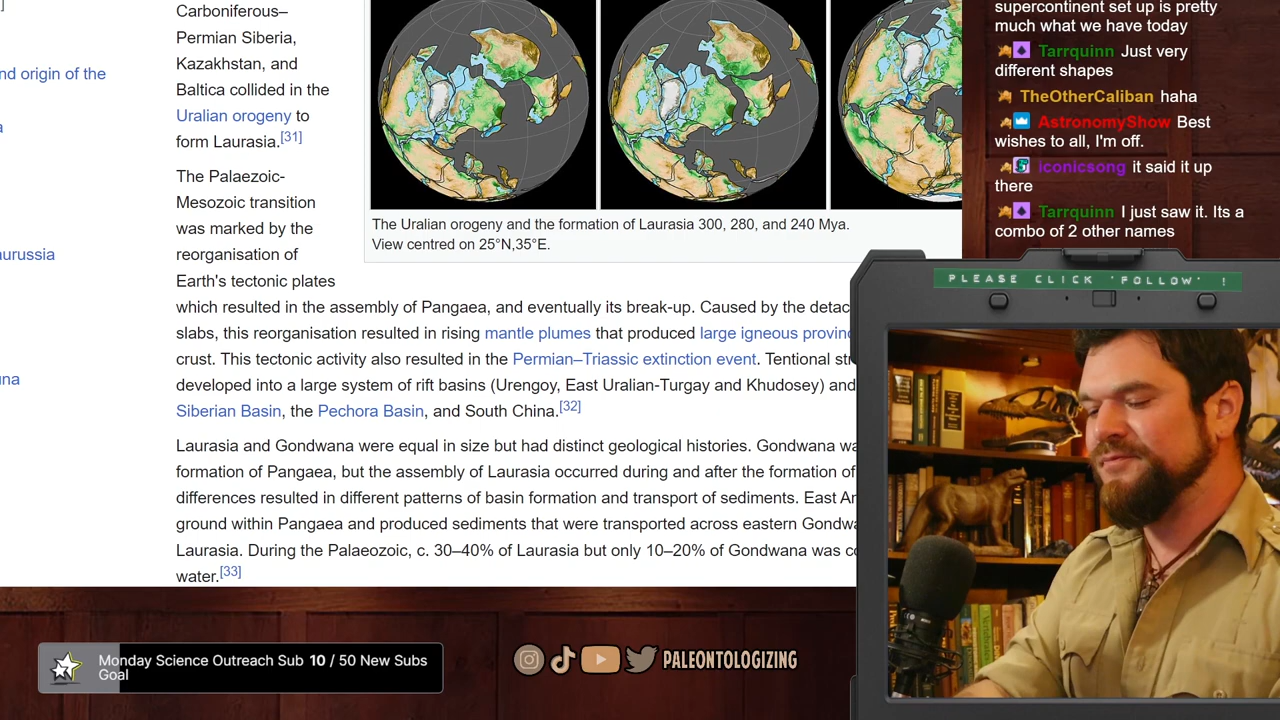 ]
nd origin of the
a
aurussia
una
Carboniferous–
Permian Siberia,
Kazakhstan, and
Baltica collided in the
Uralian orogeny to
form Laurasia.[31]
The Palaezoic-
Mesozoic transition
was marked by the
reorganisation of
Earth's tectonic plates
which resulted in the assembly of Pangaea, and eventually its break-up. Caused by the detac
slabs, this reorganisation resulted in rising mantle plumes that produced large igneous provinc
crust. This tectonic activity also resulted in the Permian–Triassic extinction event. Tentional str
developed into a large system of rift basins (Urengoy, East Uralian-Turgay and Khudosey) and
Siberian Basin, the Pechora Basin, and South China.[32]
Laurasia and Gondwana were equal in size but had distinct geological histories. Gondwana wa
formation of Pangaea, but the assembly of Laurasia occurred during and after the formation of
differences resulted in different patterns of basin formation and transport of sediments. East An
ground within Pangaea and produced sediments that were transported across eastern Gondwa
Laurasia. During the Palaeozoic, c. 30–40% of Laurasia but only 10–20% of Gondwana was co
water.[33]
The Uralian orogeny and the formation of Laurasia 300, 280, and 240 Mya.
View centred on 25°N,35°E.
supercontinent set up is pretty
much what we have today
Tarrquinn Just very
different shapes
TheOtherCaliban haha
AstronomyShow Best
wishes to all, I'm off.
iconicsong it said it up
there
Tarrquinn I just saw it. Its a
combo of 2 other names
PLEASE CLICK 'FOLLOW' !
Monday Science Outreach Sub 10 / 50 New Subs
Goal
PALEONTOLOGIZING